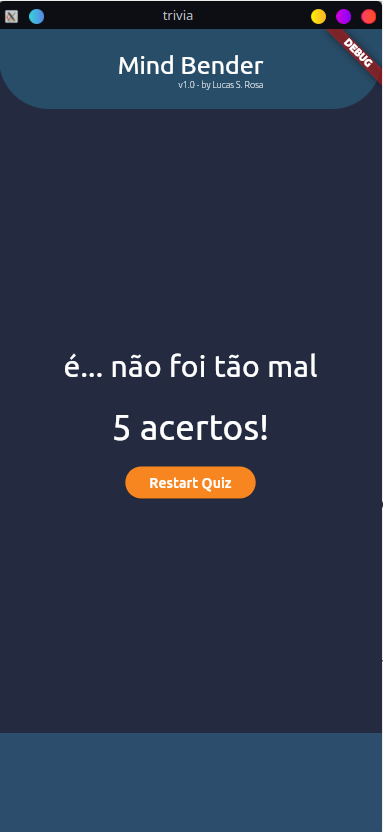 trivia
DEBUG
Mind Bender
v1.0 - by Lucas S. Rosa
é... não foi tão mal
5 acertos!
Restart Quiz